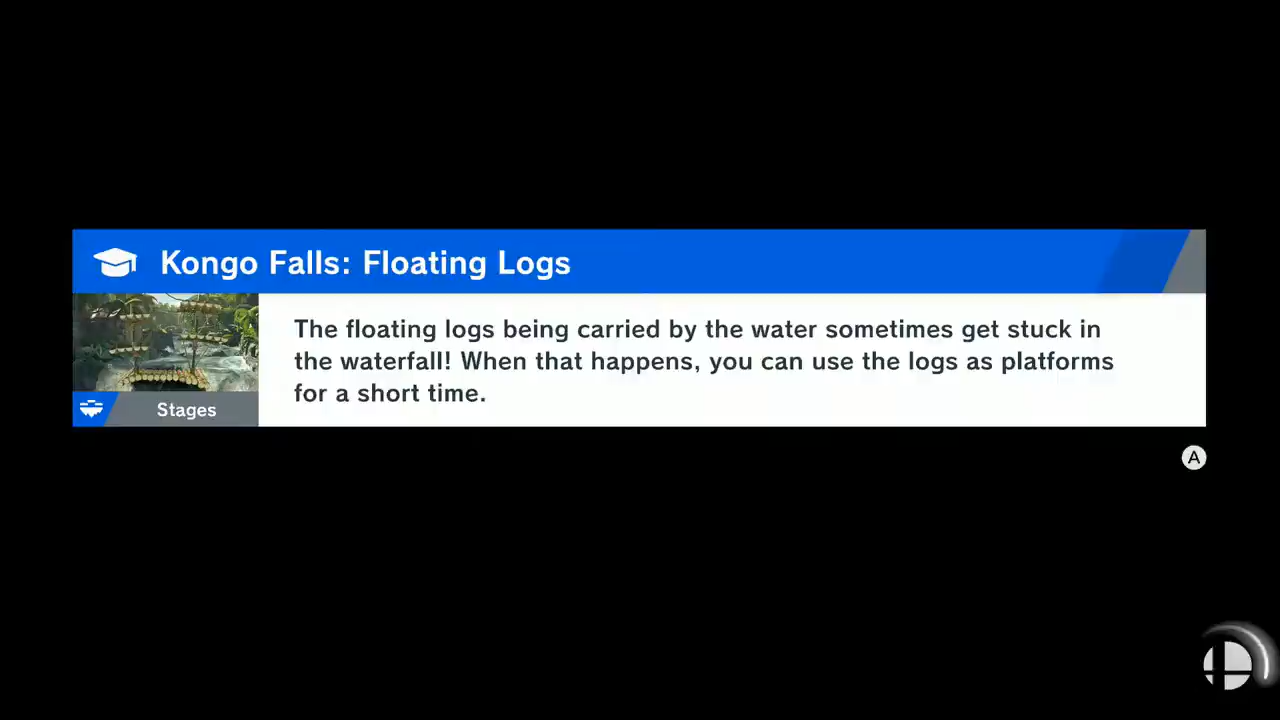 Kongo Falls: Floating Logs
The floating logs being carried by the water sometimes get stuck in
the waterfall! When that happens, you can use the logs as platforms
for a short time.
Stages
A